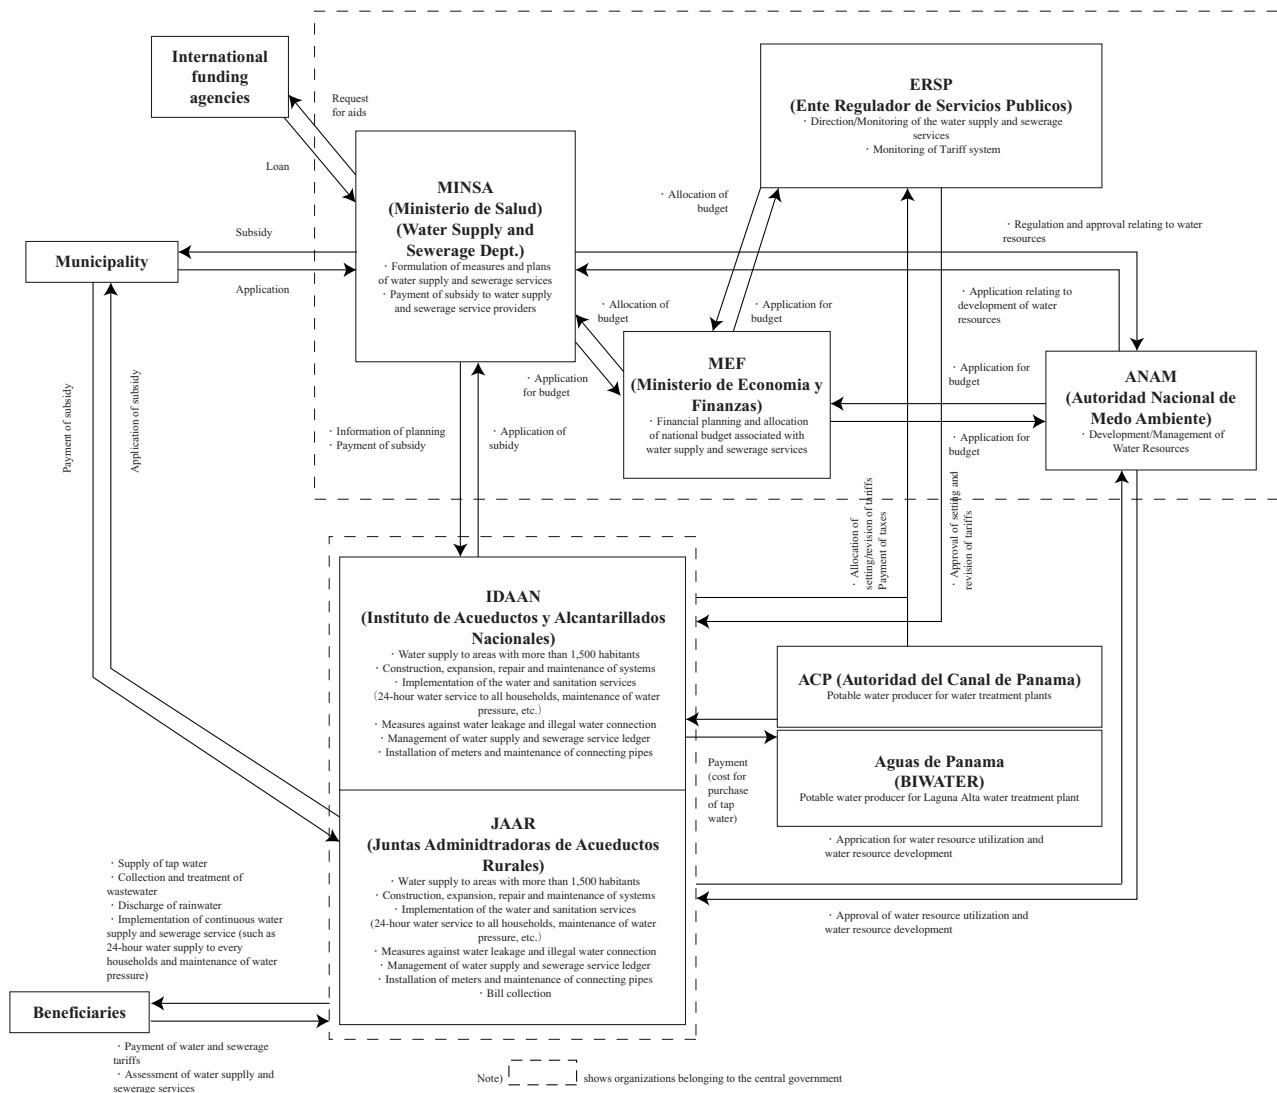 International
funding
agencies
Request
for aids
Loan
ERSP
(Ente Regulador de Servicios Publicos)
・Direction/Monitoring of the water supply and sewerage
services
・Monitoring of Tariff system
MINSA
(Ministerio de Salud)
(Water Supply and
Sewerage Dept.)
・Formulation of measures and plans
of water supply and sewerage services
・Payment of subsidy to water supply
and sewerage service providers
・Allocation of
budget
・Regulation and approval relating to water
resources
Subsidy
Municipality
Application
・Allocation of
budget
・Application for
budget
・Application relating to
development of water
resources
MEF
(Ministerio de Economia y
Finanzas)
・Financial planning and allocation
of national budget associated with
water supply and sewerage services
・Application
for budget
・Application for
budget
ANAM
(Autoridad Nacional de
Medo Ambiente)
・Development/Management of
Water Resources
・Application for
budget
Payment of subsidy
Application of subsidy
・Information of planning
・Payment of subsidy
・Application of
subidy
・Allocation of
setting/revision of tariffs
Payment of taxes
・Approval of setting and
revision of tariffs
IDAAN
(Instituto de Acueductos y Alcantarillados
Nacionales)
・Water supply to areas with more than 1,500 habitants
・Construction, expansion, repair and maintenance of systems
・Implementation of the water and sanitation services
(24-hour water service to all households, maintenance of water
pressure, etc.)
・Measures against water leakage and illegal water connection
・Management of water supply and sewerage service ledger
・Installation of meters and maintenance of connecting pipes
ACP (Autoridad del Canal de Panama)
Potable water producer for water treatment plants
Aguas de Panama
(BIWATER)
Potable water producer for Laguna Alta water treatment plant
Payment
(cost for
purchase
of tap
water)
JAAR
(Juntas Adminidtradoras de Acueductos
Rurales)
・Water supply to areas with more than 1,500 habitants
・Construction, expansion, repair and maintenance of systems
・Implementation of the water and sanitation services
(24-hour water service to all households, maintenance of water
pressure, etc.)
・Measures against water leakage and illegal water connection
・Management of water supply and sewerage service ledger
・Installation of meters and maintenance of connecting pipes
・Bill collection
・Apprication for water resource utilization and
water resource development
・Approval of water resource utilization and
water resource development
・Supply of tap water
・Collection and treatment of
wastewater
・Discharge of rainwater
・Implementation of continuous water
supply and sewerage service (such as
24-hour water supply to every
households and maintenance of water
pressure)
Beneficiaries
・Payment of water and sewerage
tariffs
・Assessment of water supplly and
sewerage services
Note) shows organizations belonging to the central government